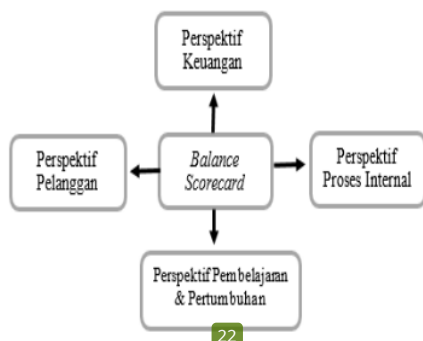 Perspektif
Keuangan
Perspektif
Pelanggan
Balance
Scorecard
Perspektif
Proses Internal
Perspektif Pembelajaran
& Pertumbuhan
22